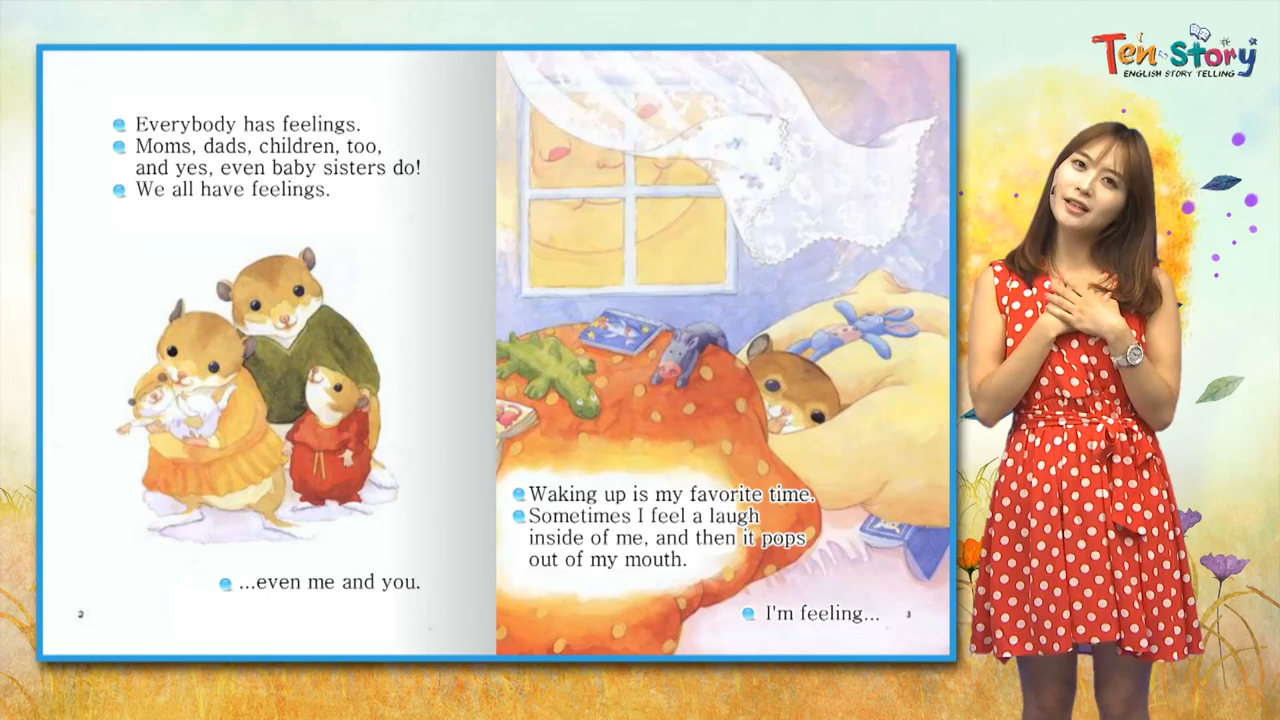 Everybody has feelings.
Moms, dads, children, too,
and yes, even baby sisters do!
We all have feelings.
...even me and you.
2
Waking up is my favorite time.
Sometimes I feel a laugh
inside of me, and then it pops
out of my mouth.
I'm feeling...
3
Ten Story
ENGLISH STORY TELLING